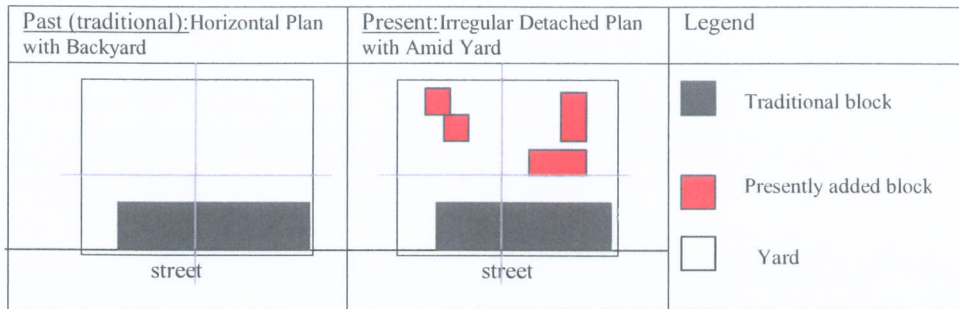 Past (traditional):Horizontal Plan
with Backyard
Present:Irregular Detached Plan
with Amid Yard
Legend
street
street
Traditional block
Presently added block
Yard